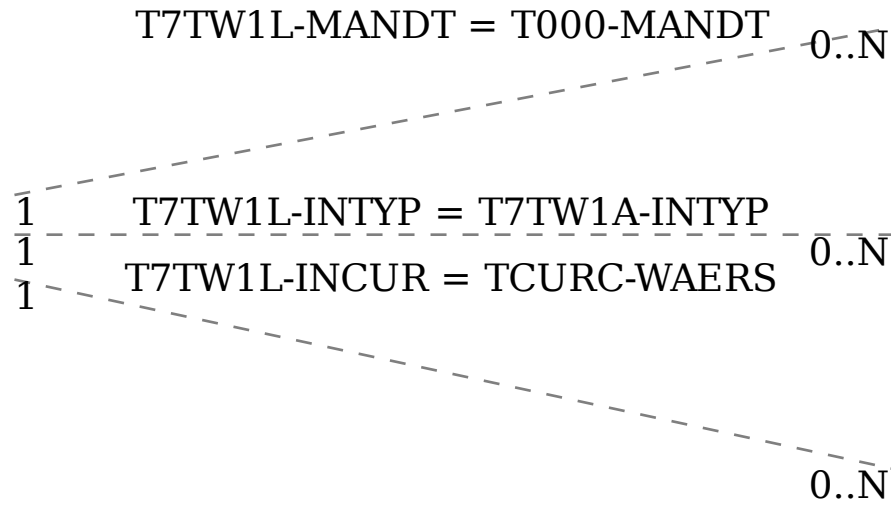 T7TW1L-MANDT = T000-MANDT
0..N
1
T7TW1L-INTYP = T7TW1A-INTYP
1
0..N
T7TW1L-INCUR = TCURC-WAERS
1
0..N